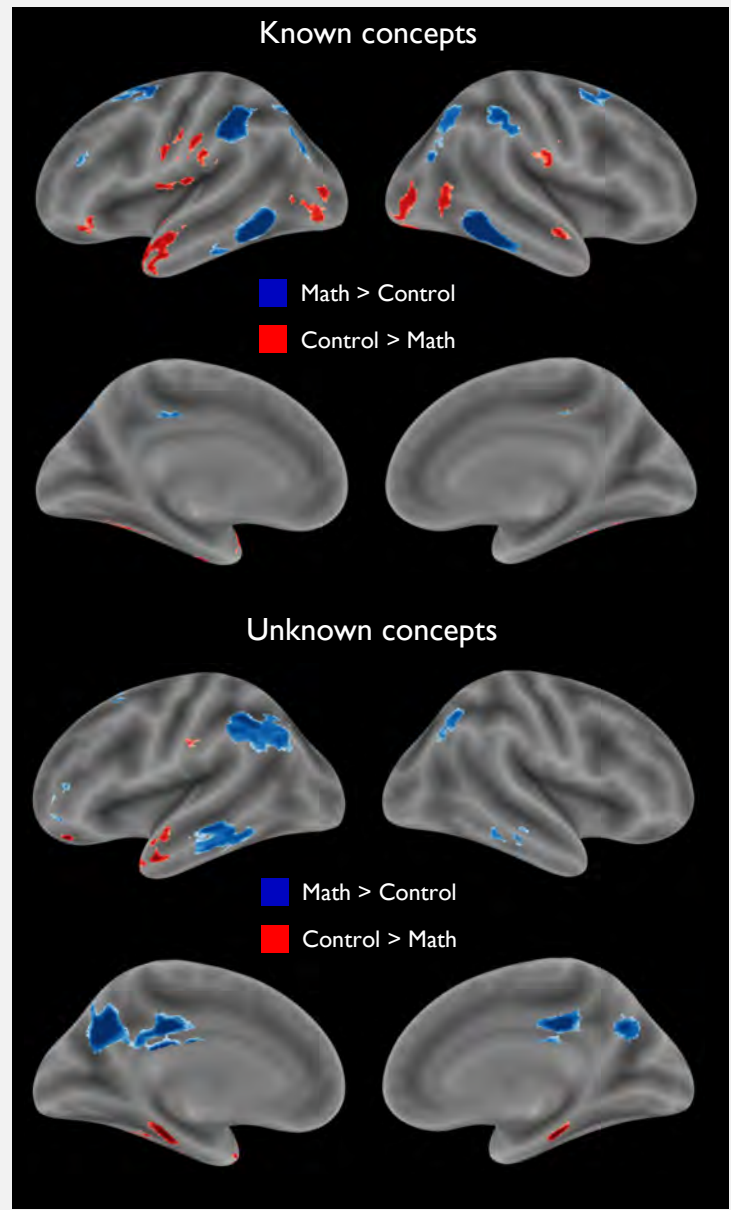 Known concepts
Math > Control
Control > Math
Unknown concepts
Math > Control
Control > Math